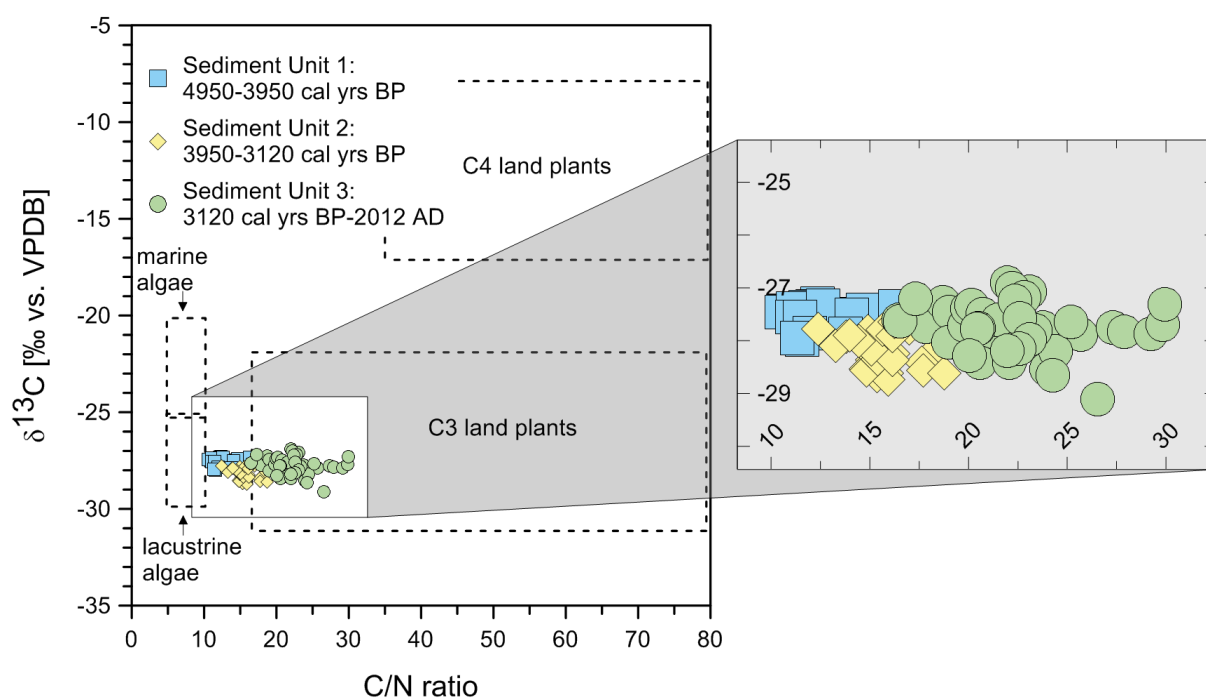 Sediment Unit 1:
4950-3950 cal yrs BP
Sediment Unit 2:
3950-3120 cal yrs BP
Sediment Unit 3:
3120 cal yrs BP-2012 AD
C4 land plants
C3 land plants
marine
algae
lacustrine
algae
δ13C [‰ vs. VPDB]
-5
-10
-15
-20
-25
-30
-35
0 10 20 30 40 50 60 70 80
C/N ratio
-25
-27
-29
10 15 20 25 30